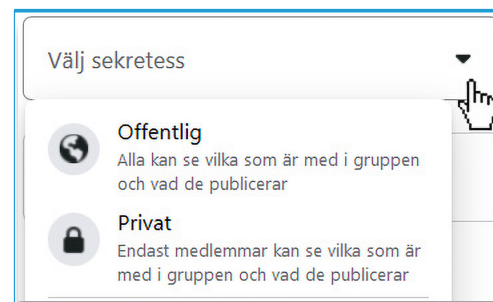 Välj sekretess
Offentlig
Alla kan se vilka som är med i gruppen
och vad de publicerar
Privat
Endast medlemmar kan se vilka som är
med i gruppen och vad de publicerar